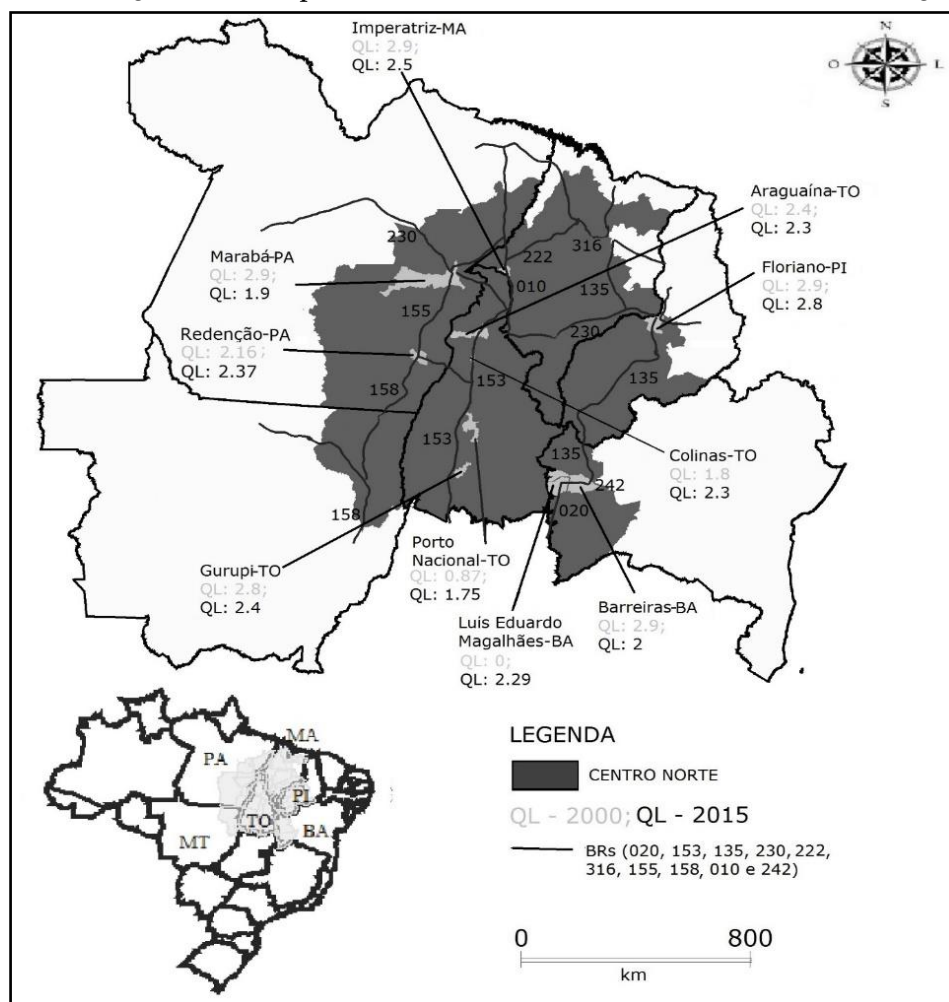 Imperatriz-MA
QL: 2.9;
QL: 2.5
N
O
L
S
Araguaína-TO
QL: 2.4;
QL: 2.3
Marabá-PA
QL: 2.9;
QL: 1.9
230
222
316
010
135
Floriano-PI
QL: 2.9;
QL: 2.8
155
230
Redenção-PA
QL: 2.16;
QL: 2.37
158
153
135
153
135
Colinas-TO
QL: 1.8
QL: 2.3
242
020
158
Gurupi-TO
QL: 2.8;
QL: 2.4
Porto
Nacional-TO
QL: 0.87;
QL: 1.75
Luís Eduardo
Magalhães-BA
QL: 0;
QL: 2.29
Barreiras-BA
QL: 2.9;
QL: 2
MA
PA
PI
TO
BA
MT
LEGENDA
CENTRO NORTE
QL - 2000; QL - 2015
BRs (020, 153, 135, 230, 222,
316, 155, 158, 010 e 242)
0 800
km